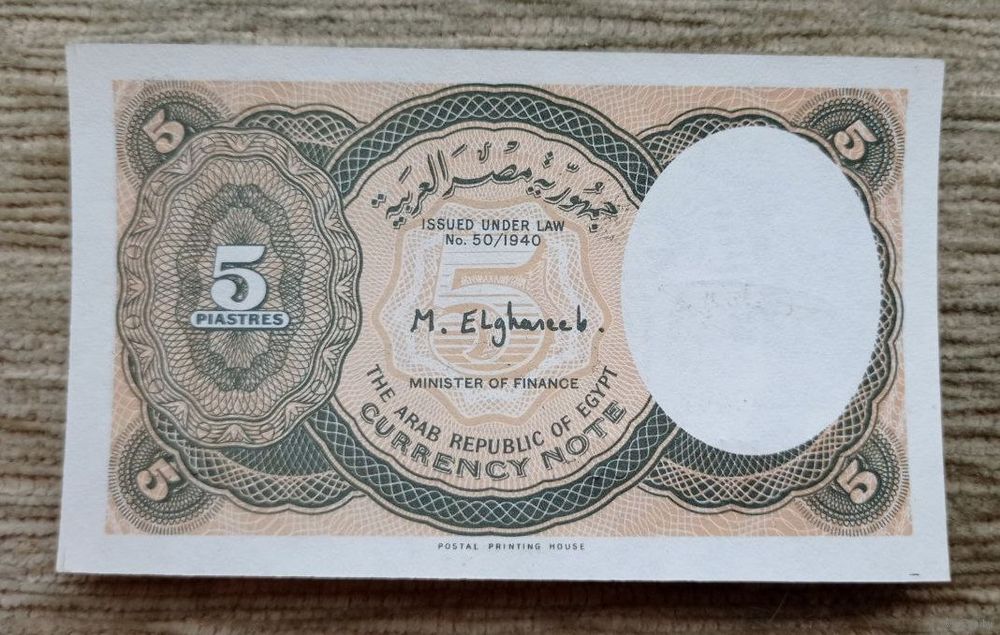 5
5
جمهورية مصر العربية
ISSUED UNDER LAW
No. 50/1940
5
5
PIASTRES
M. ELghareeb.
MINISTER OF FINANCE
THE ARAB REPUBLIC OF EGYPT
CURRENCY NOTE
5
5
POSTAL PRINTING HOUSE